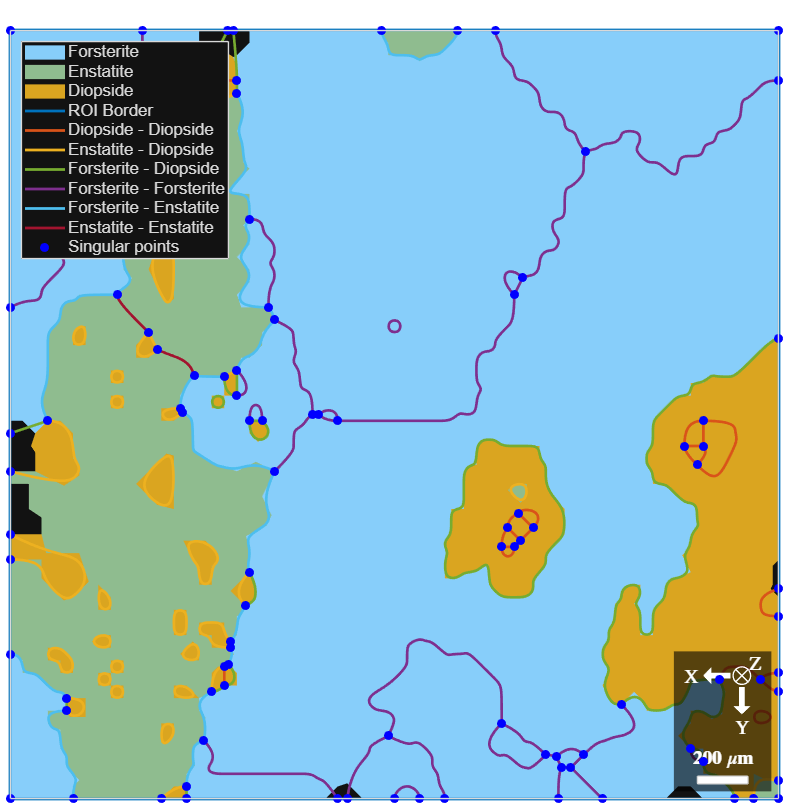 Forsterite
Enstatite
Diopside
ROI Border
Diopside - Diopside
Enstatite - Diopside
Forsterite - Diopside
Forsterite - Forsterite
Forsterite - Enstatite
Enstatite - Enstatite
Singular points
Z
X
Y
200 μm